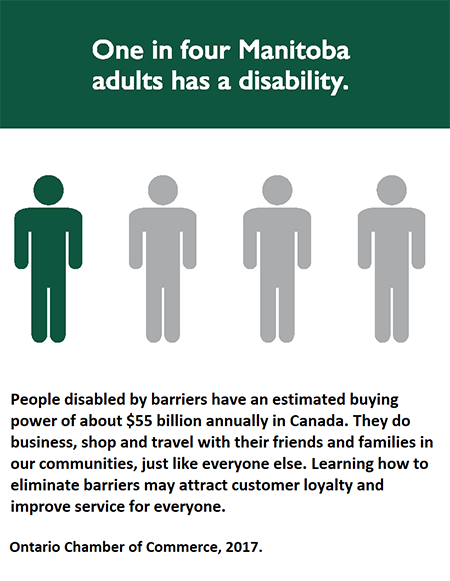 One in four Manitoba
adults has a disability.
People disabled by barriers have an estimated buying
power of about $55 billion annually in Canada. They do
business, shop and travel with their friends and families in
our communities, just like everyone else. Learning how to
eliminate barriers may attract customer loyalty and
improve service for everyone.
Ontario Chamber of Commerce, 2017.